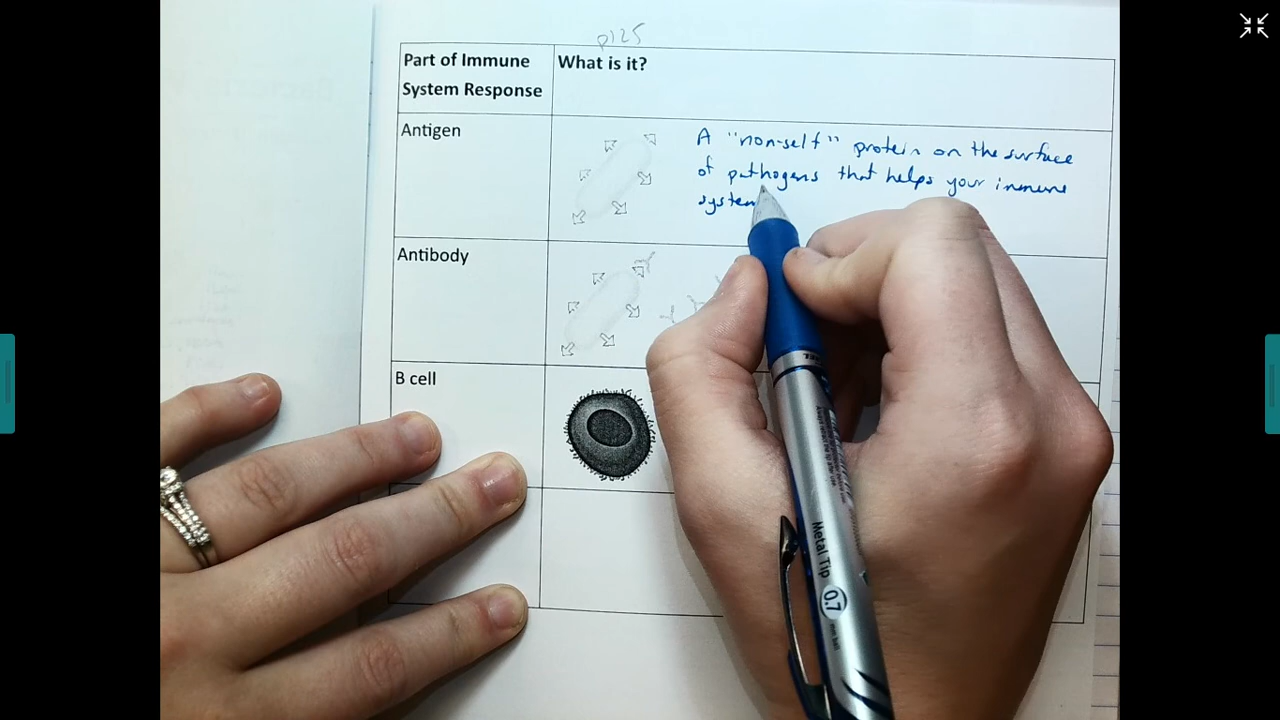 p125
Part of Immune
System Response
What is it?
Antigen
A "non-self" protein on the surface
of pathogens that helps your immune
system
Antibody
B cell
Metal Tip
0.7